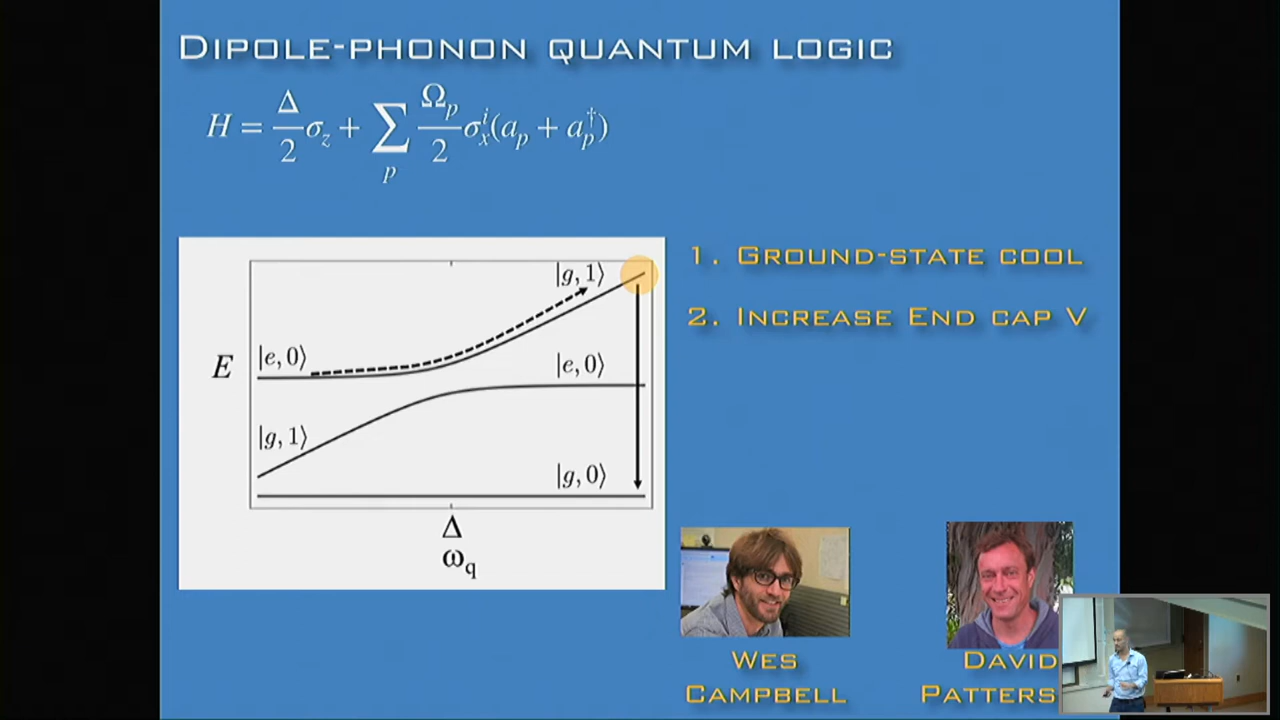 DIPOLE-PHONON QUANTUM LOGIC
H = Δ/2 σ_z + ∑_p Ω_p/2 σ_x^i (a_p + a_p^†)
1. GROUND-STATE COOL
2. INCREASE END CAP V
|g, 1⟩
|e, 0⟩
|e, 0⟩
E
|g, 1⟩
|g, 0⟩
Δ
ω_q
WES
CAMPBELL
DAVID
PATTERS